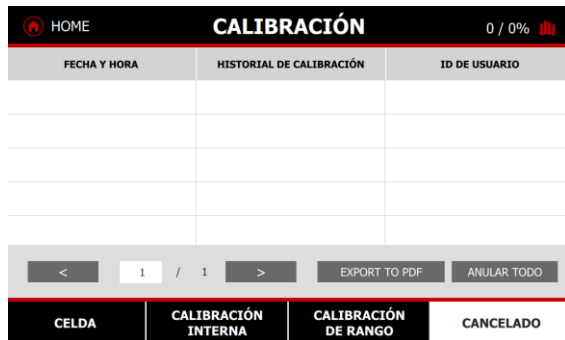 HOME
CALIBRACIÓN
0 / 0%
FECHA Y HORA
HISTORIAL DE CALIBRACIÓN
ID DE USUARIO
< 1 / 1 >
EXPORT TO PDF
ANULAR TODO
CELDA
CALIBRACIÓN
INTERNA
CALIBRACIÓN
DE RANGO
CANCELADO